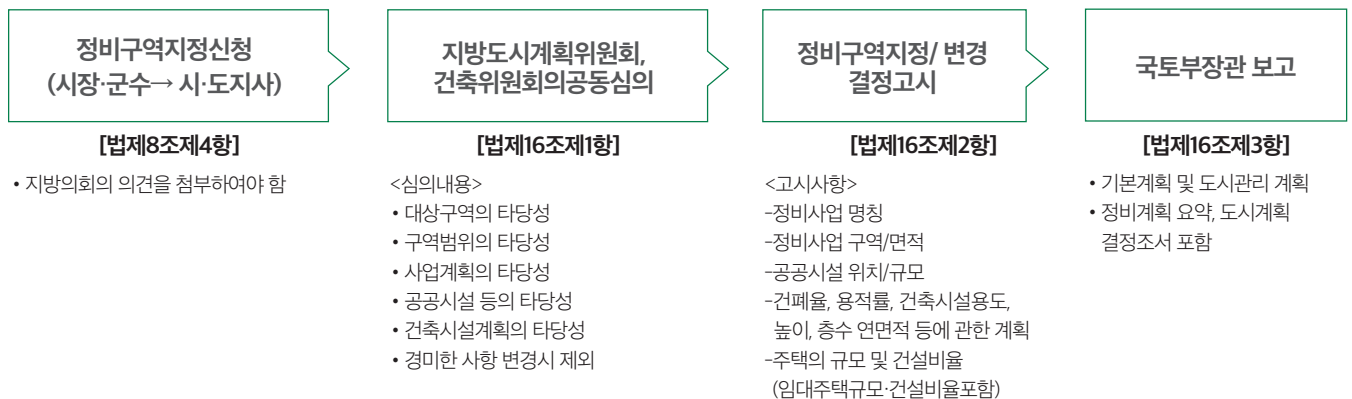 정비구역지정신청
(시장·군수→ 시·도지사)
[법제8조제4항]
• 지방의회의 의견을 첨부하여야 함
지방도시계획위원회,
건축위원회의공동심의
[법제16조제1항]
<심의내용>
• 대상구역의 타당성
• 구역범위의 타당성
• 사업계획의 타당성
• 공공시설 등의 타당성
• 건축시설계획의 타당성
• 경미한 사항 변경시 제외
정비구역지정/ 변경
결정고시
[법제16조제2항]
<고시사항>
-정비사업 명칭
-정비사업 구역/면적
-공공시설 위치/규모
-건폐율, 용적률, 건축시설용도,
높이, 층수 연면적 등에 관한 계획
-주택의 규모 및 건설비율
(임대주택규모·건설비율포함)
국토부장관 보고
[법제16조제3항]
• 기본계획 및 도시관리 계획
• 정비계획 요약, 도시계획
결정조서 포함